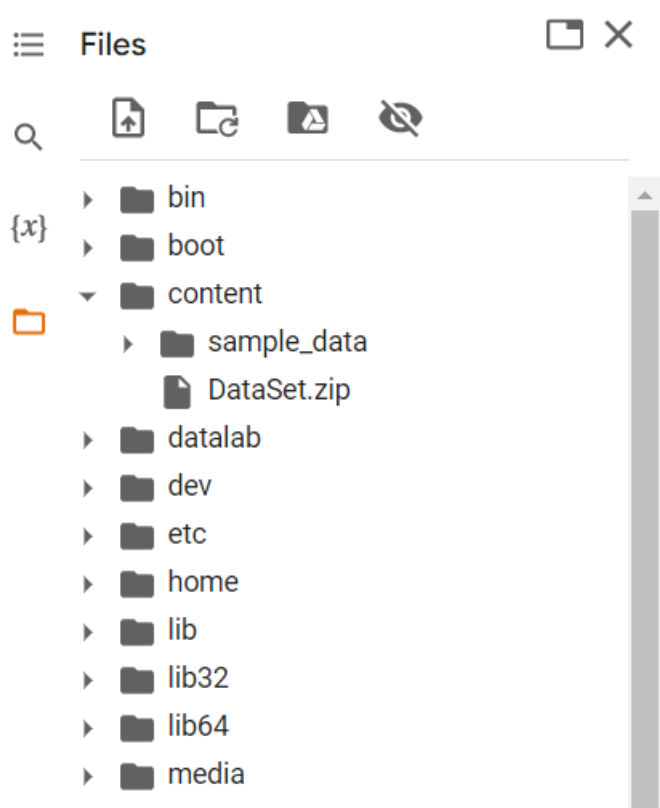 Files
{x}
bin
boot
content
sample_data
DataSet.zip
datalab
dev
etc
home
lib
lib32
lib64
media